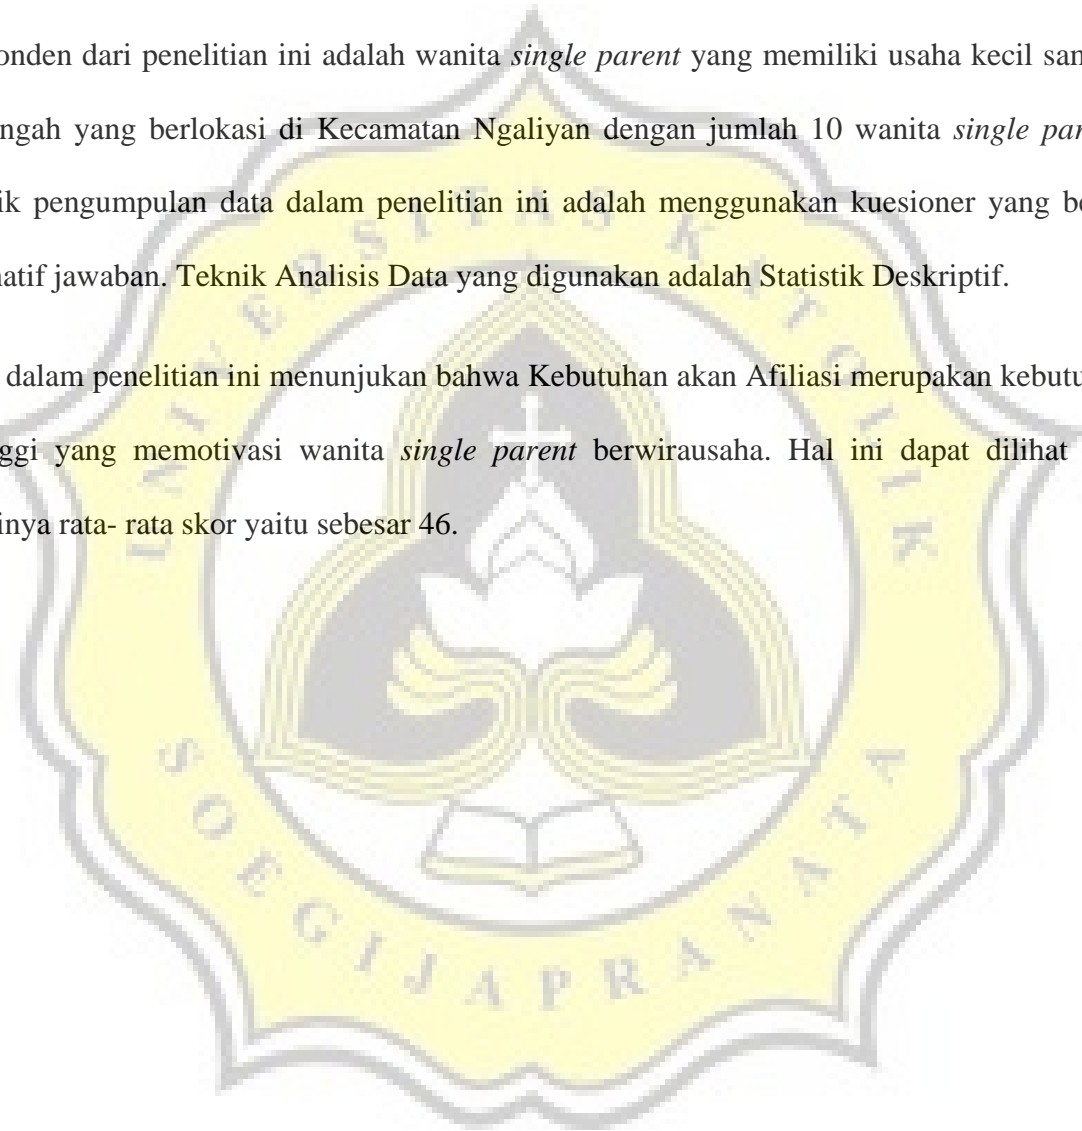 onden dari penelitian ini adalah wanita single parent yang memiliki usaha kecil sam
ngah yang berlokasi di Kecamatan Ngaliyan dengan jumlah 10 wanita single par
ik pengumpulan data dalam penelitian ini adalah menggunakan kuesioner yang be
natif jawaban. Teknik Analisis Data yang digunakan adalah Statistik Deskriptif.
dalam penelitian ini menunjukan bahwa Kebutuhan akan Afiliasi merupakan kebutu
ggi yang memotivasi wanita single parent berwirausaha. Hal ini dapat dilihat
inya rata- rata skor yaitu sebesar 46.
UNIVERSITAS KATOLIK
SOEGIJAPRANATA